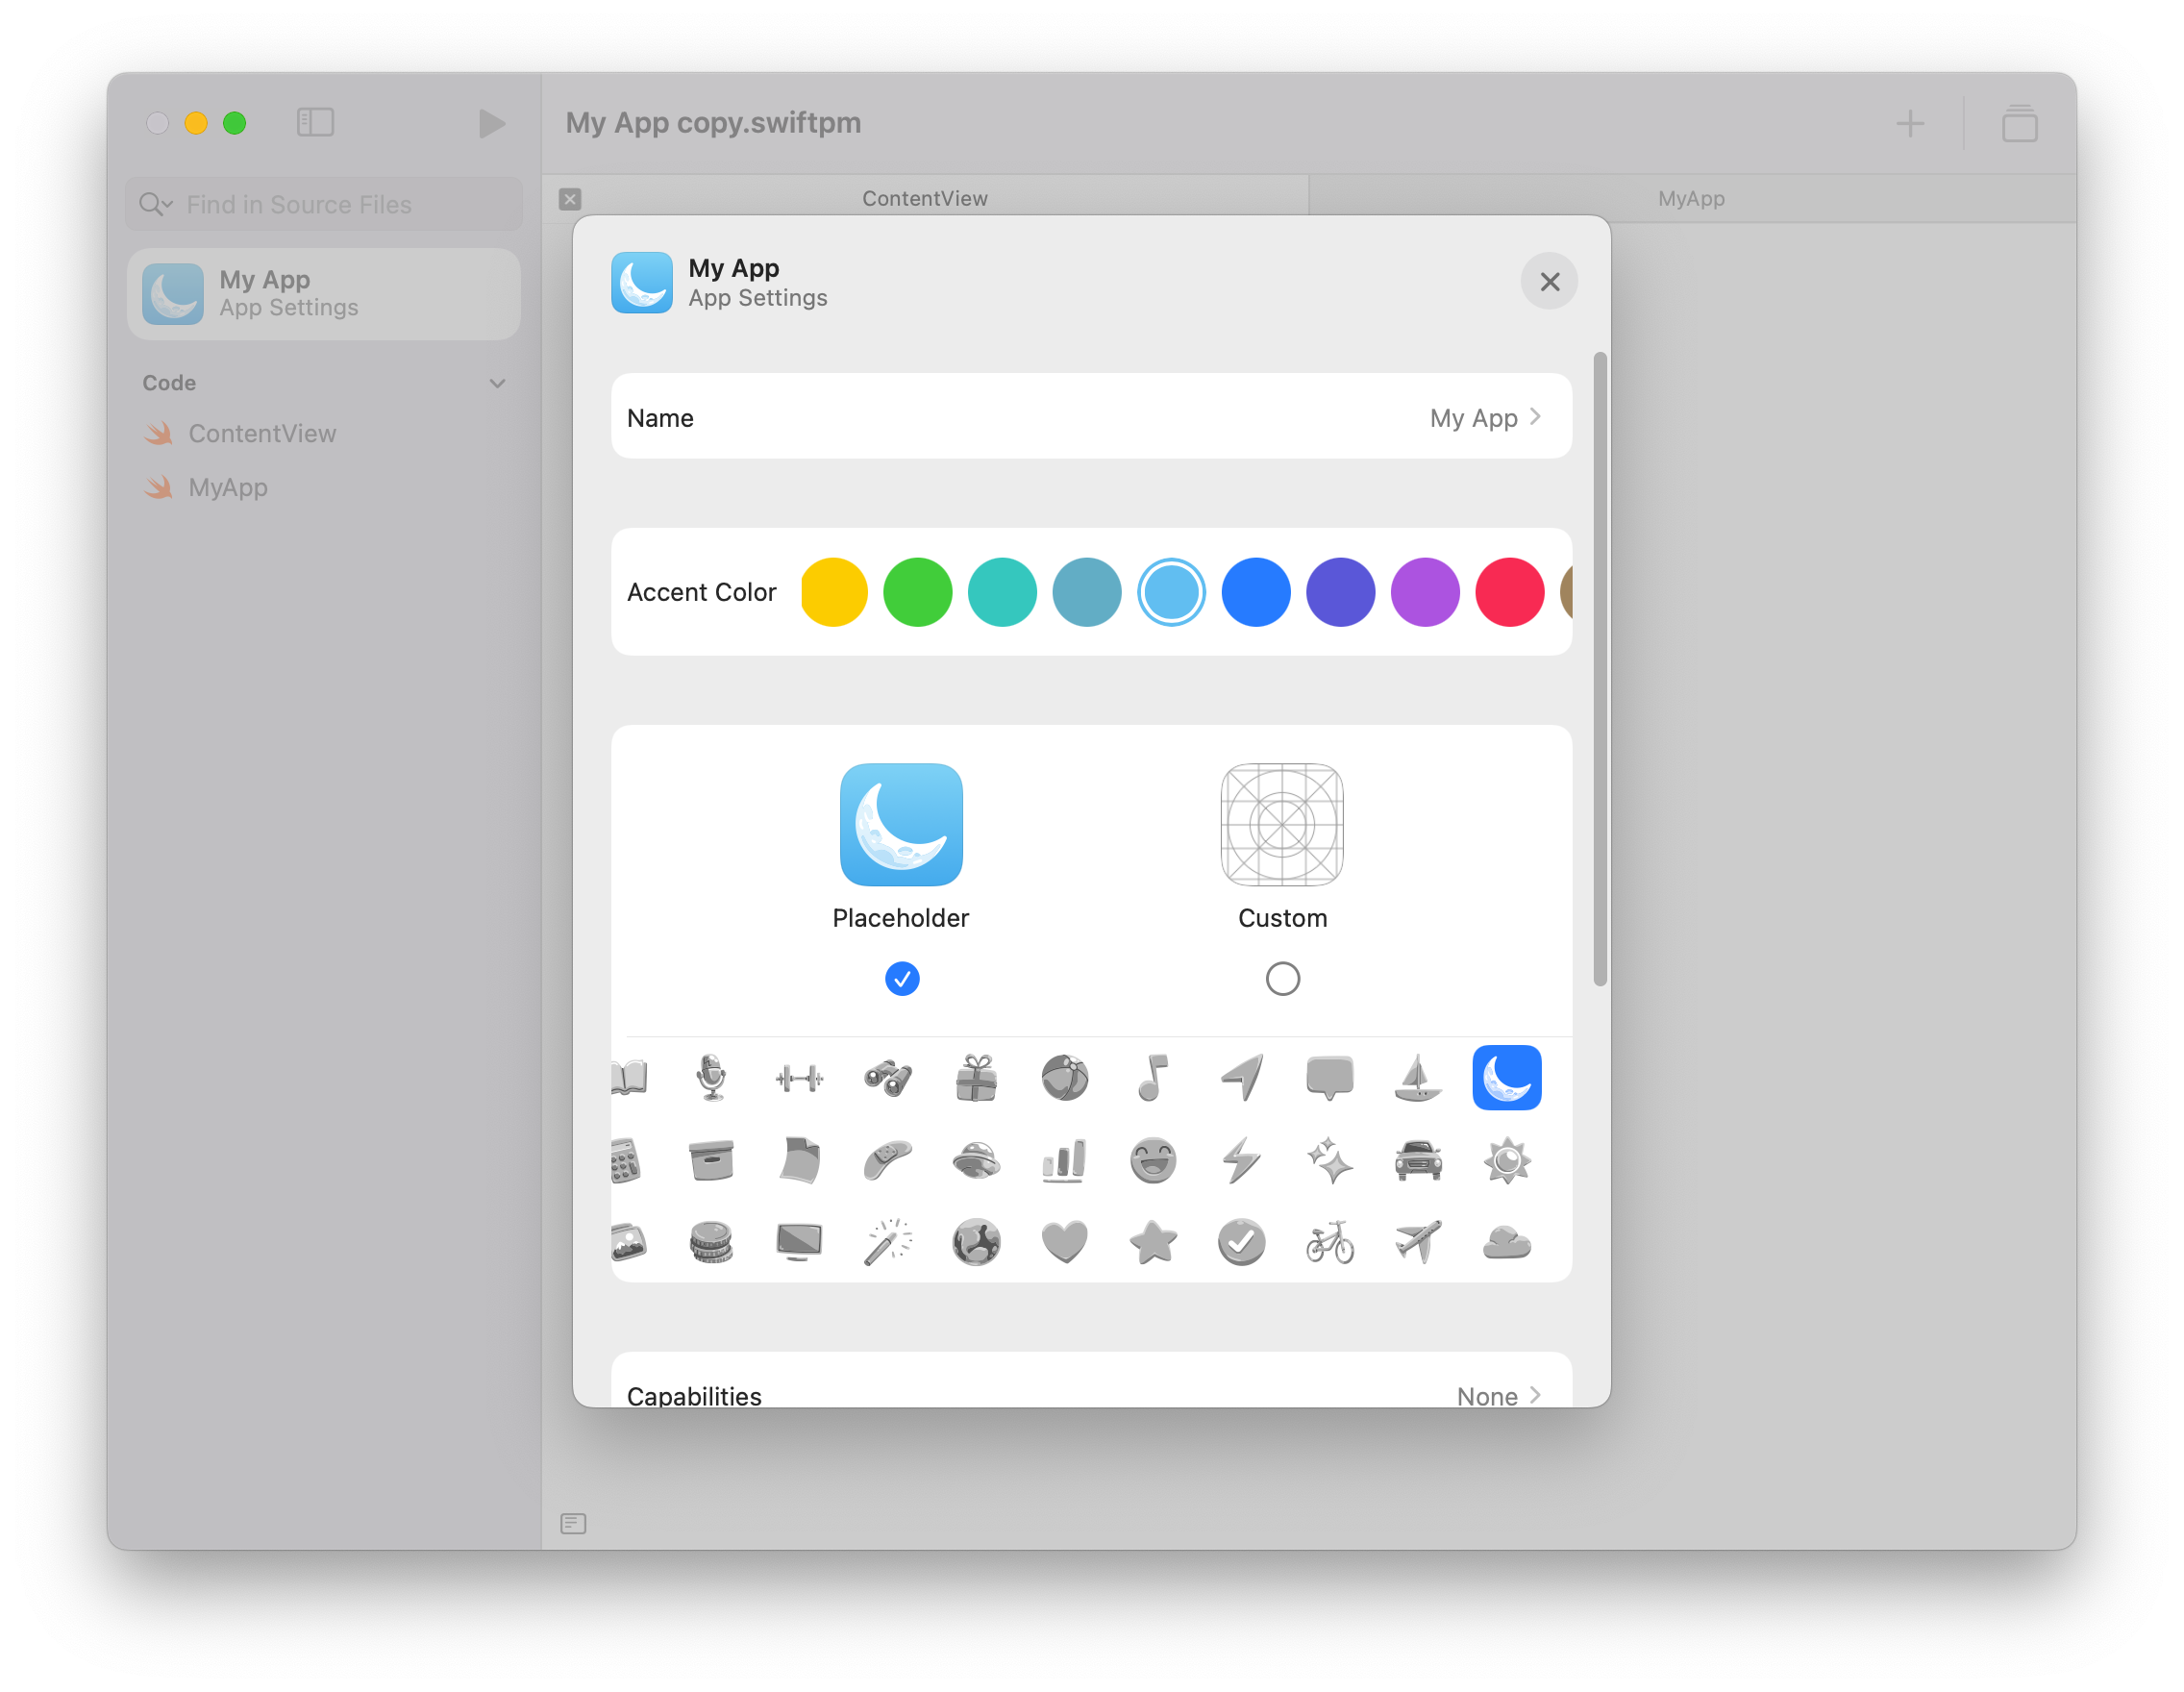 My App copy.swiftpm
Find in Source Files
My App
App Settings
Code
ContentView
MyApp
ContentView
MyApp
My App
App Settings
Name
My App
Accent Color
Placeholder
Custom
Capabilities
None